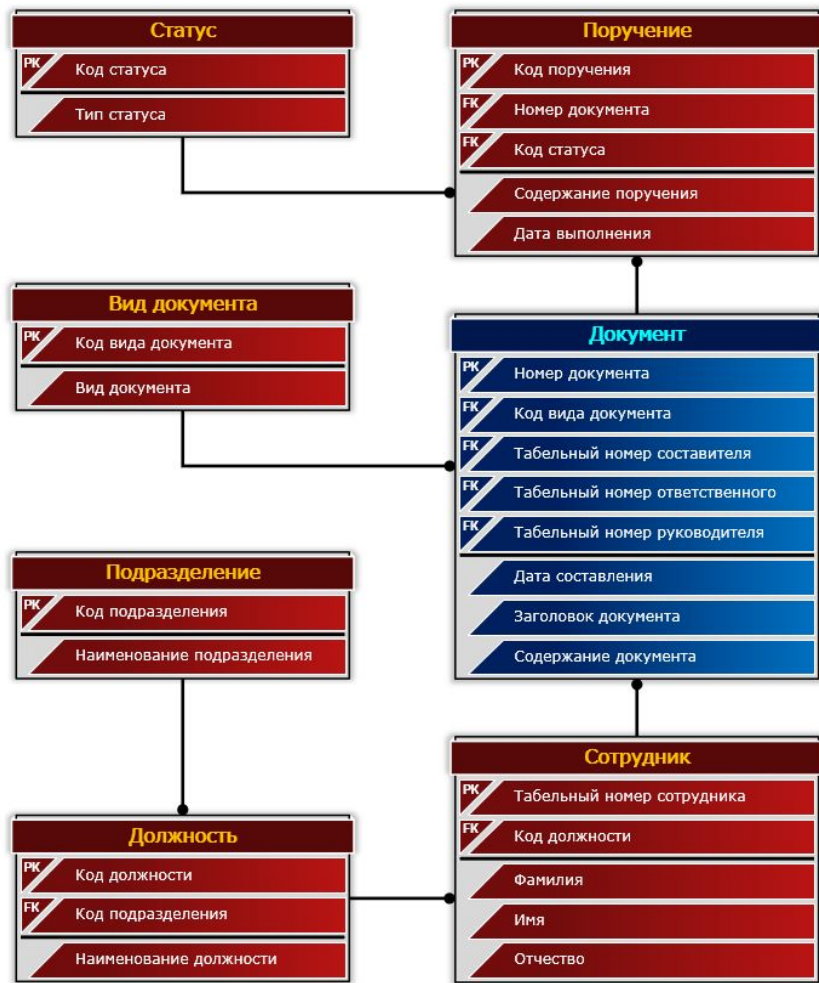 Статус
PK Код статуса
Тип статуса
Поручение
PK Код поручения
FK Номер документа
FK Код статуса
Содержание поручения
Дата выполнения
Вид документа
PK Код вида документа
Вид документа
Документ
PK Номер документа
FK Код вида документа
FK Табельный номер составителя
FK Табельный номер ответственного
FK Табельный номер руководителя
Дата составления
Заголовок документа
Содержание документа
Подразделение
PK Код подразделения
Наименование подразделения
Должность
PK Код должности
FK Код подразделения
Наименование должности
Сотрудник
PK Табельный номер сотрудника
FK Код должности
Фамилия
Имя
Отчество